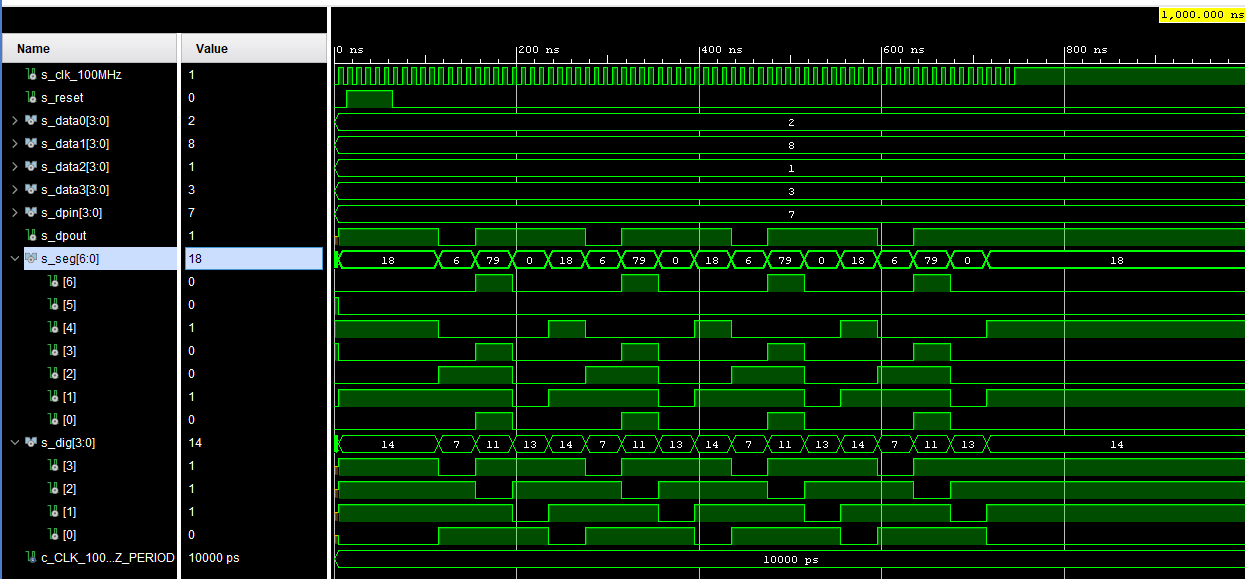 1,000.000 ns
Name Value
0 ns 200 ns 400 ns 600 ns 800 ns
s_clk_100MHz 1
s_reset 0
s_data0[3:0] 2 2
s_data1[3:0] 8 8
s_data2[3:0] 1 1
s_data3[3:0] 3 3
s_dpin[3:0] 7 7
s_dpout 1
s_seg[6:0] 18 18 6 79 0 18 6 79 0 18 6 79 0 18 6 79 0 18
[6] 0
[5] 0
[4] 1
[3] 0
[2] 0
[1] 1
[0] 0
s_dig[3:0] 14 14 7 11 13 14 7 11 13 14 7 11 13 14 7 11 13 14
[3] 1
[2] 1
[1] 1
[0] 0
c_CLK_100...Z_PERIOD 10000 ps 10000 ps